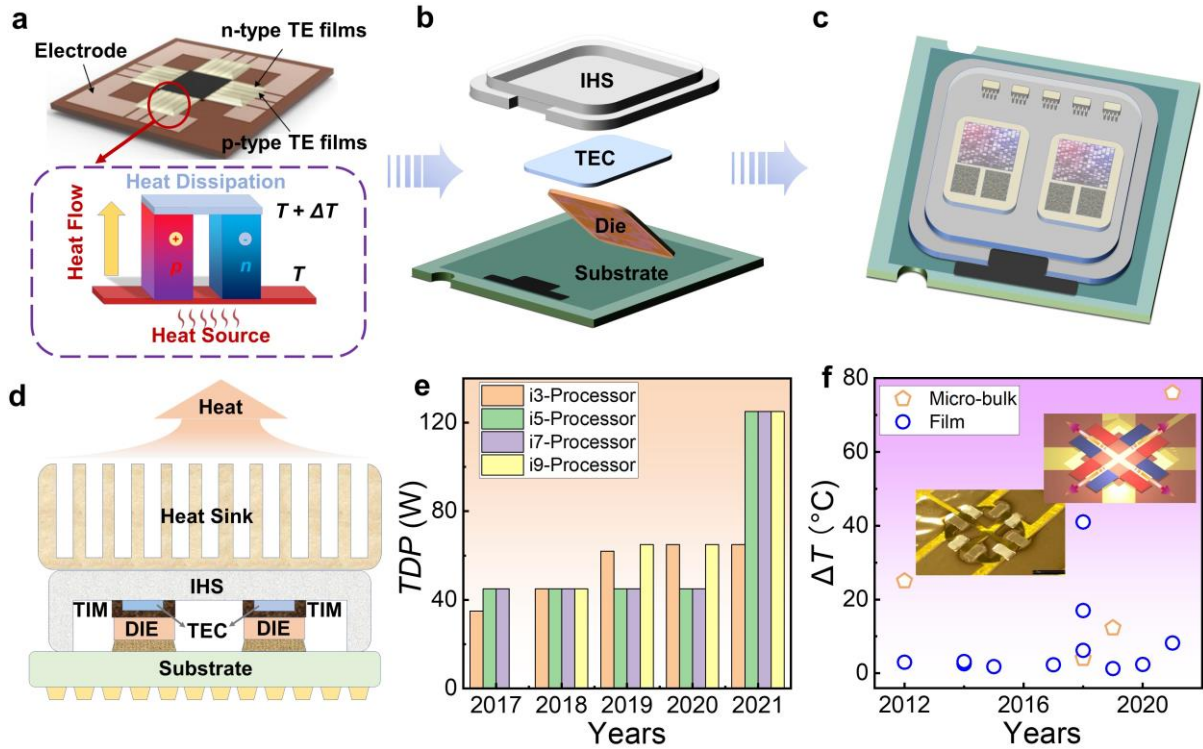 a
n-type TE films
Electrode
p-type TE films
Heat Dissipation
Heat Flow
T + ΔT
+
-
p
n
T
Heat Source
b
IHS
TEC
Die
Substrate
c
d
Heat
Heat Sink
IHS
TIM
TIM
DIE
TEC
DIE
Substrate
e
i3-Processor
i5-Processor
i7-Processor
i9-Processor
TDP (W)
120
80
40
0
2017 2018 2019 2020 2021
Years
f
Micro-bulk
Film
ΔT (°C)
80
60
40
20
0
2012 2016 2020
Years